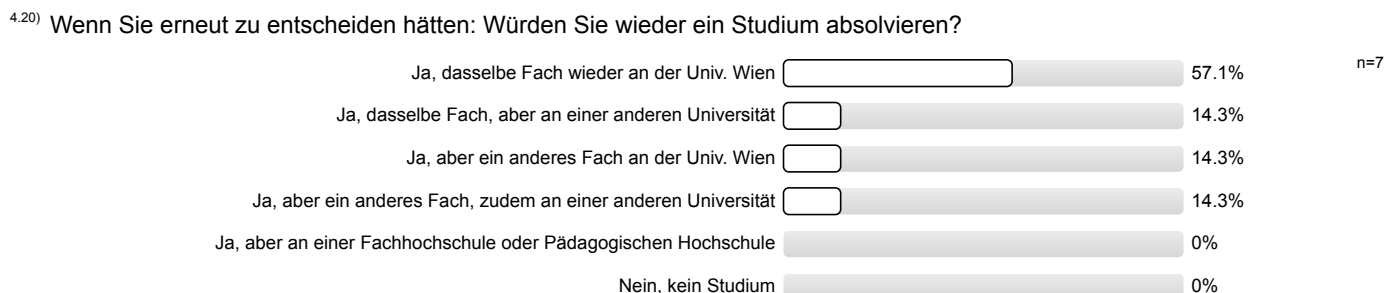 4.20) Wenn Sie erneut zu entscheiden hätten: Würden Sie wieder ein Studium absolvieren?
Ja, dasselbe Fach wieder an der Univ. Wien 57.1% n=7
Ja, dasselbe Fach, aber an einer anderen Universität 14.3%
Ja, aber ein anderes Fach an der Univ. Wien 14.3%
Ja, aber ein anderes Fach, zudem an einer anderen Universität 14.3%
Ja, aber an einer Fachhochschule oder Pädagogischen Hochschule 0%
Nein, kein Studium 0%